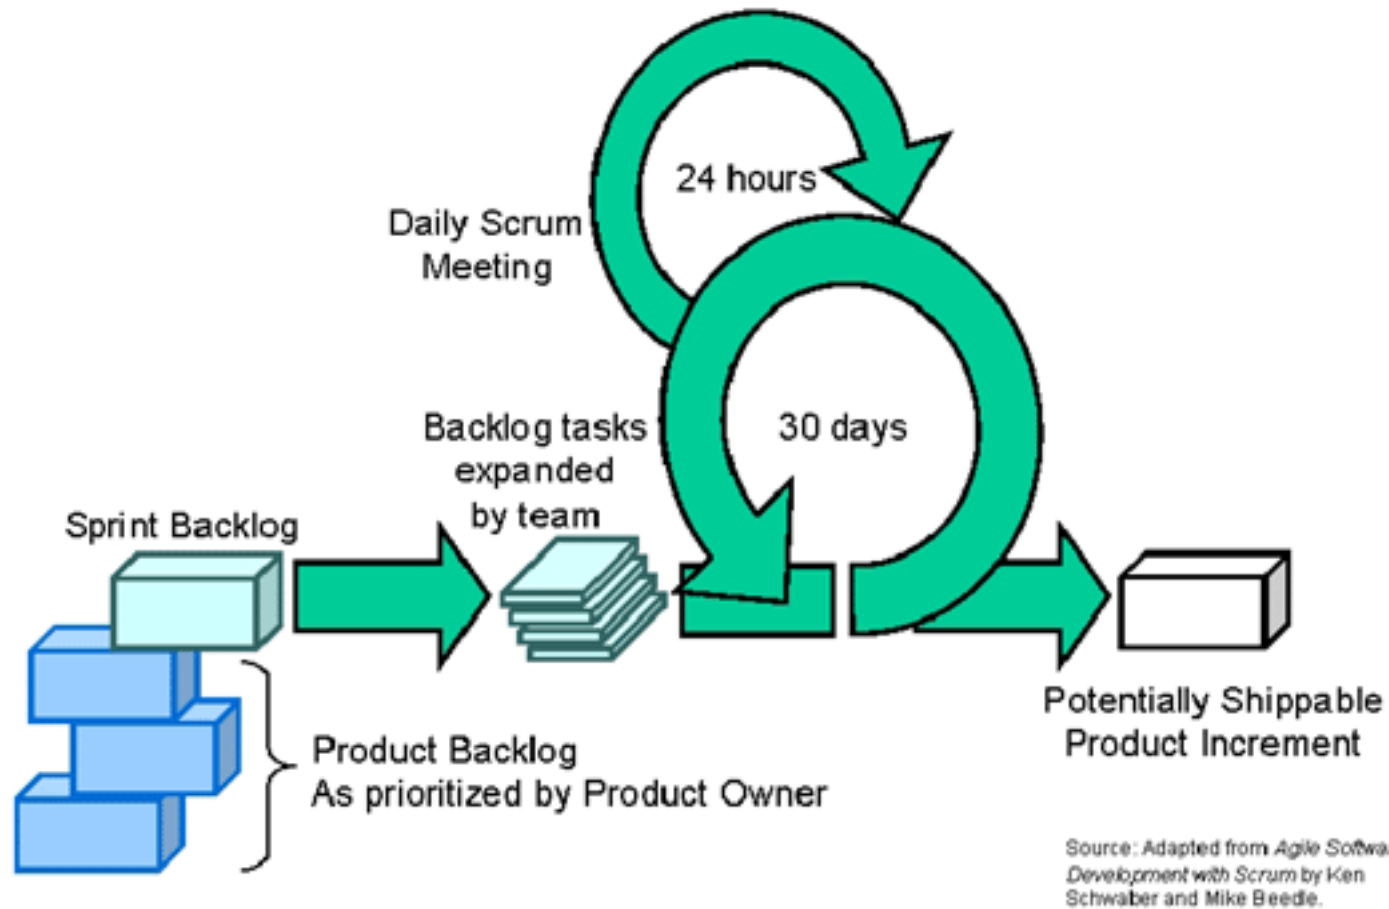 24 hours
Daily Scrum
Meeting
30 days
Backlog tasks
expanded
by team
Sprint Backlog
Potentially Shippable
Product Increment
Product Backlog
As prioritized by Product Owner
Source: Adapted from Agile Softwa
Development with Scrum by Ken
Schwaber and Mike Beedle.